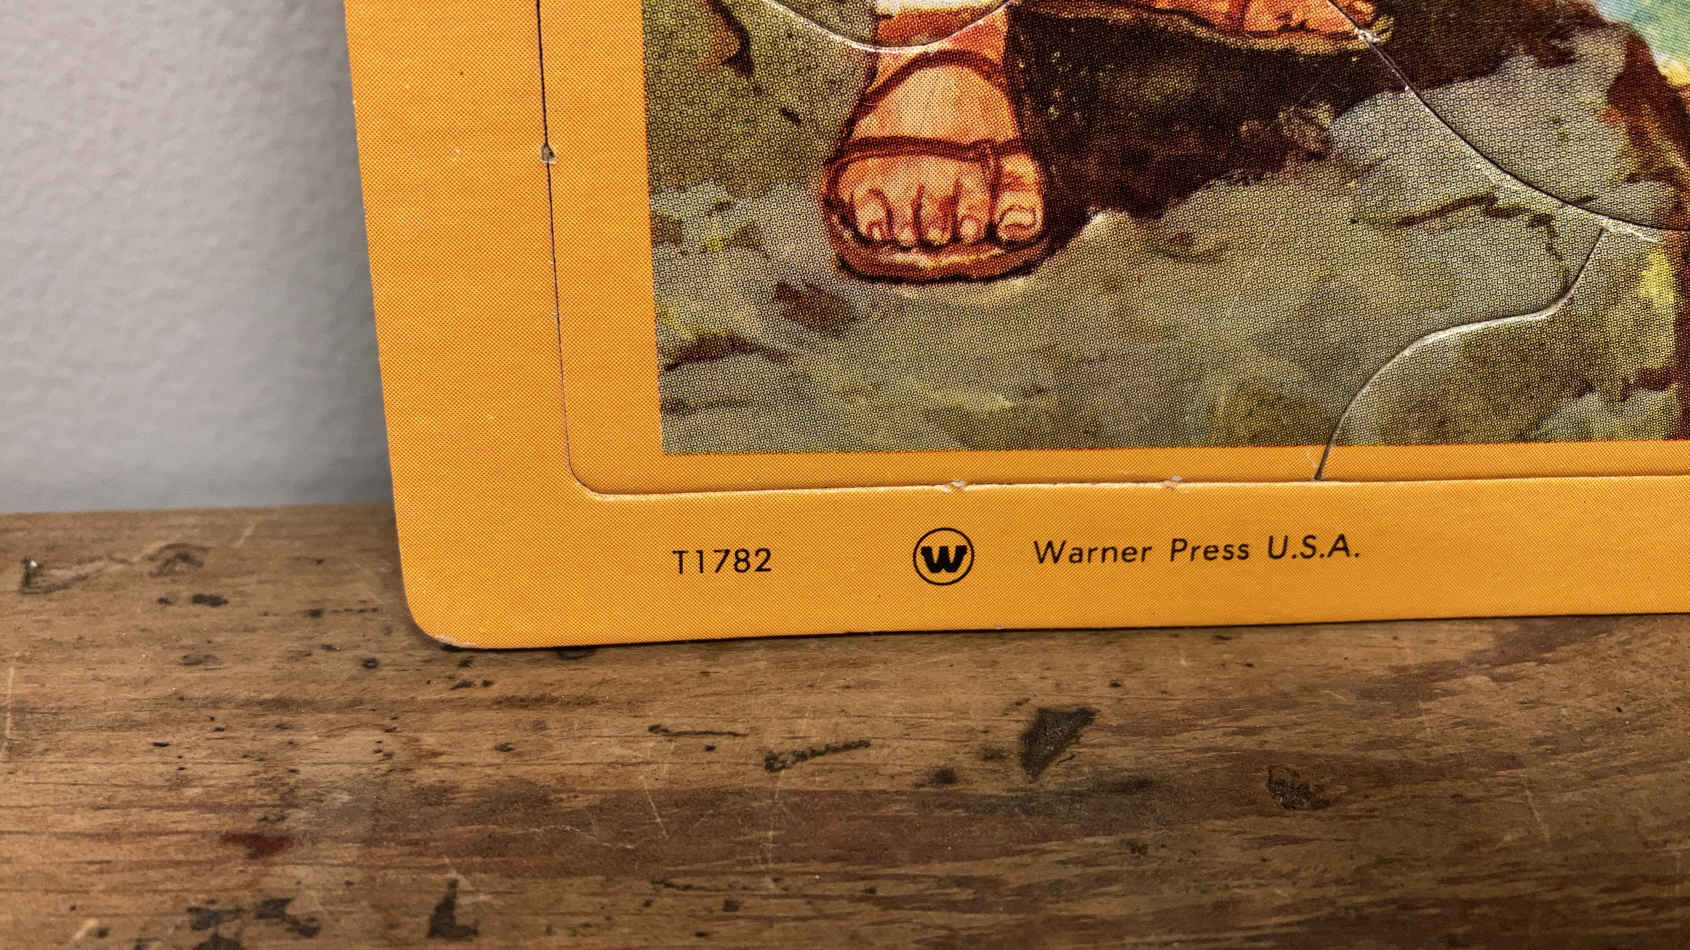 T1782 W Warner Press U.S.A.